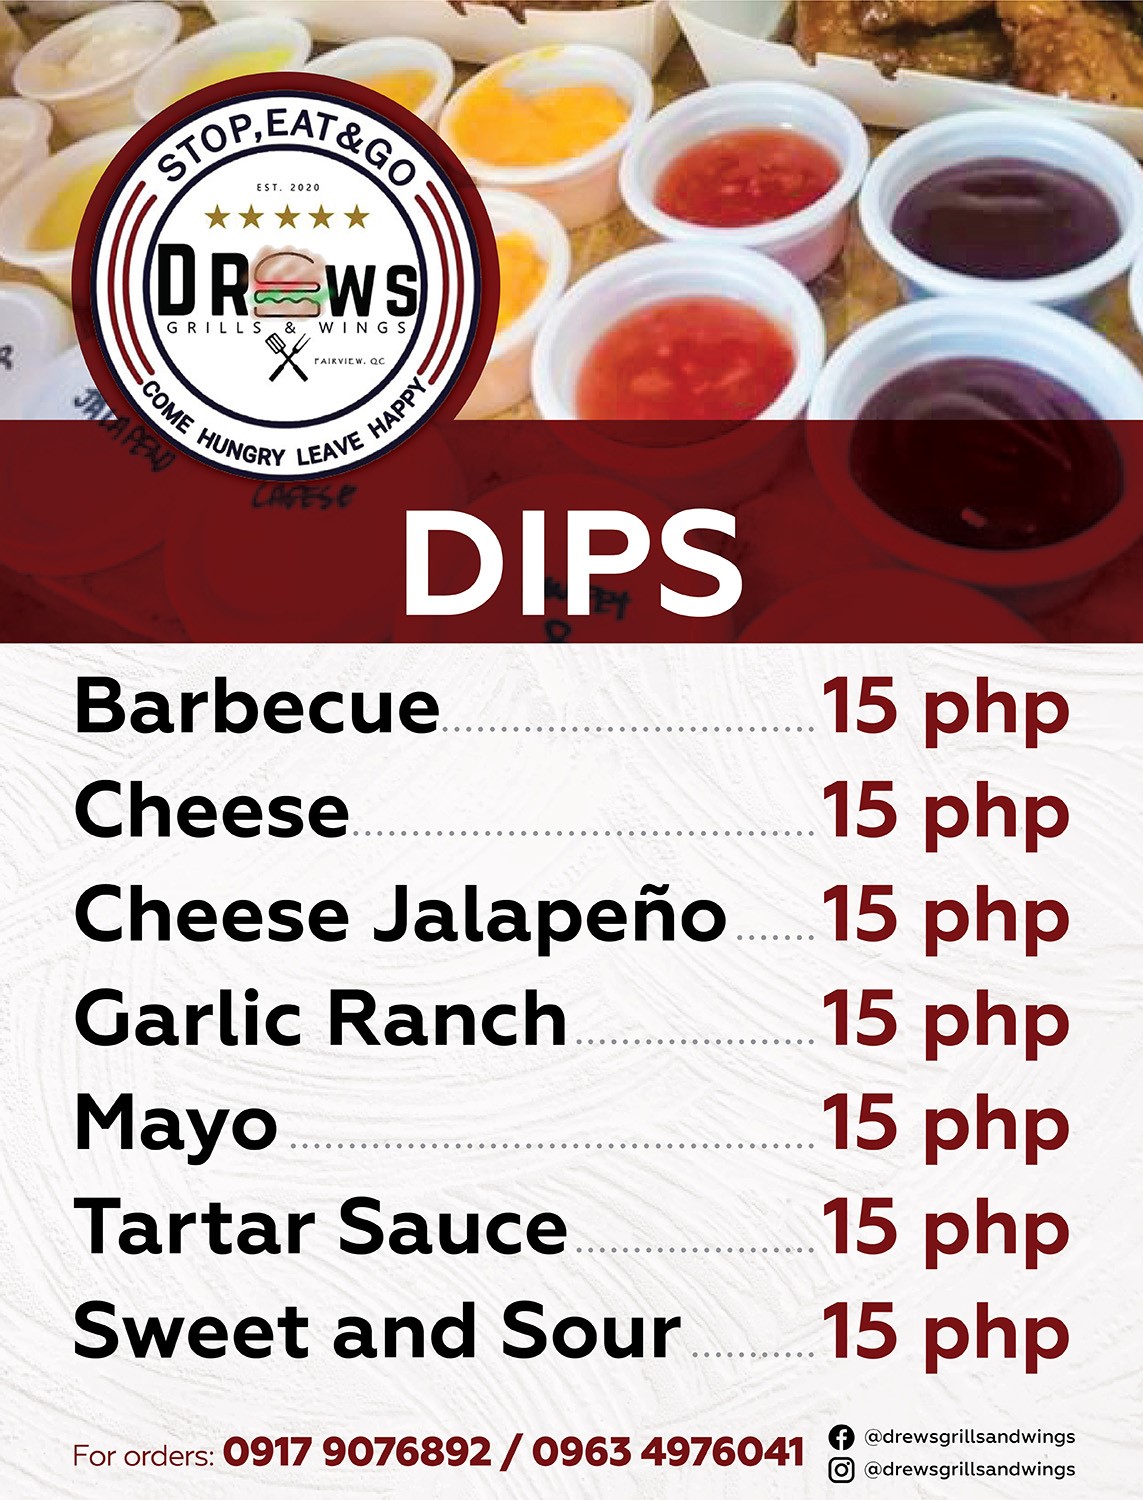 STOP,EAT&GO
EST. 2020
DREWS
GRILLS & WINGS
FAIRVIEW, QC
COME HUNGRY LEAVE HAPPY
JALAPENO
DIPS
Barbecue 15 php
Cheese 15 php
Cheese Jalapeño 15 php
Garlic Ranch 15 php
Mayo 15 php
Tartar Sauce 15 php
Sweet and Sour 15 php
For orders: 0917 9076892 / 0963 4976041
@drewsgrillsandwings
@drewsgrillsandwings